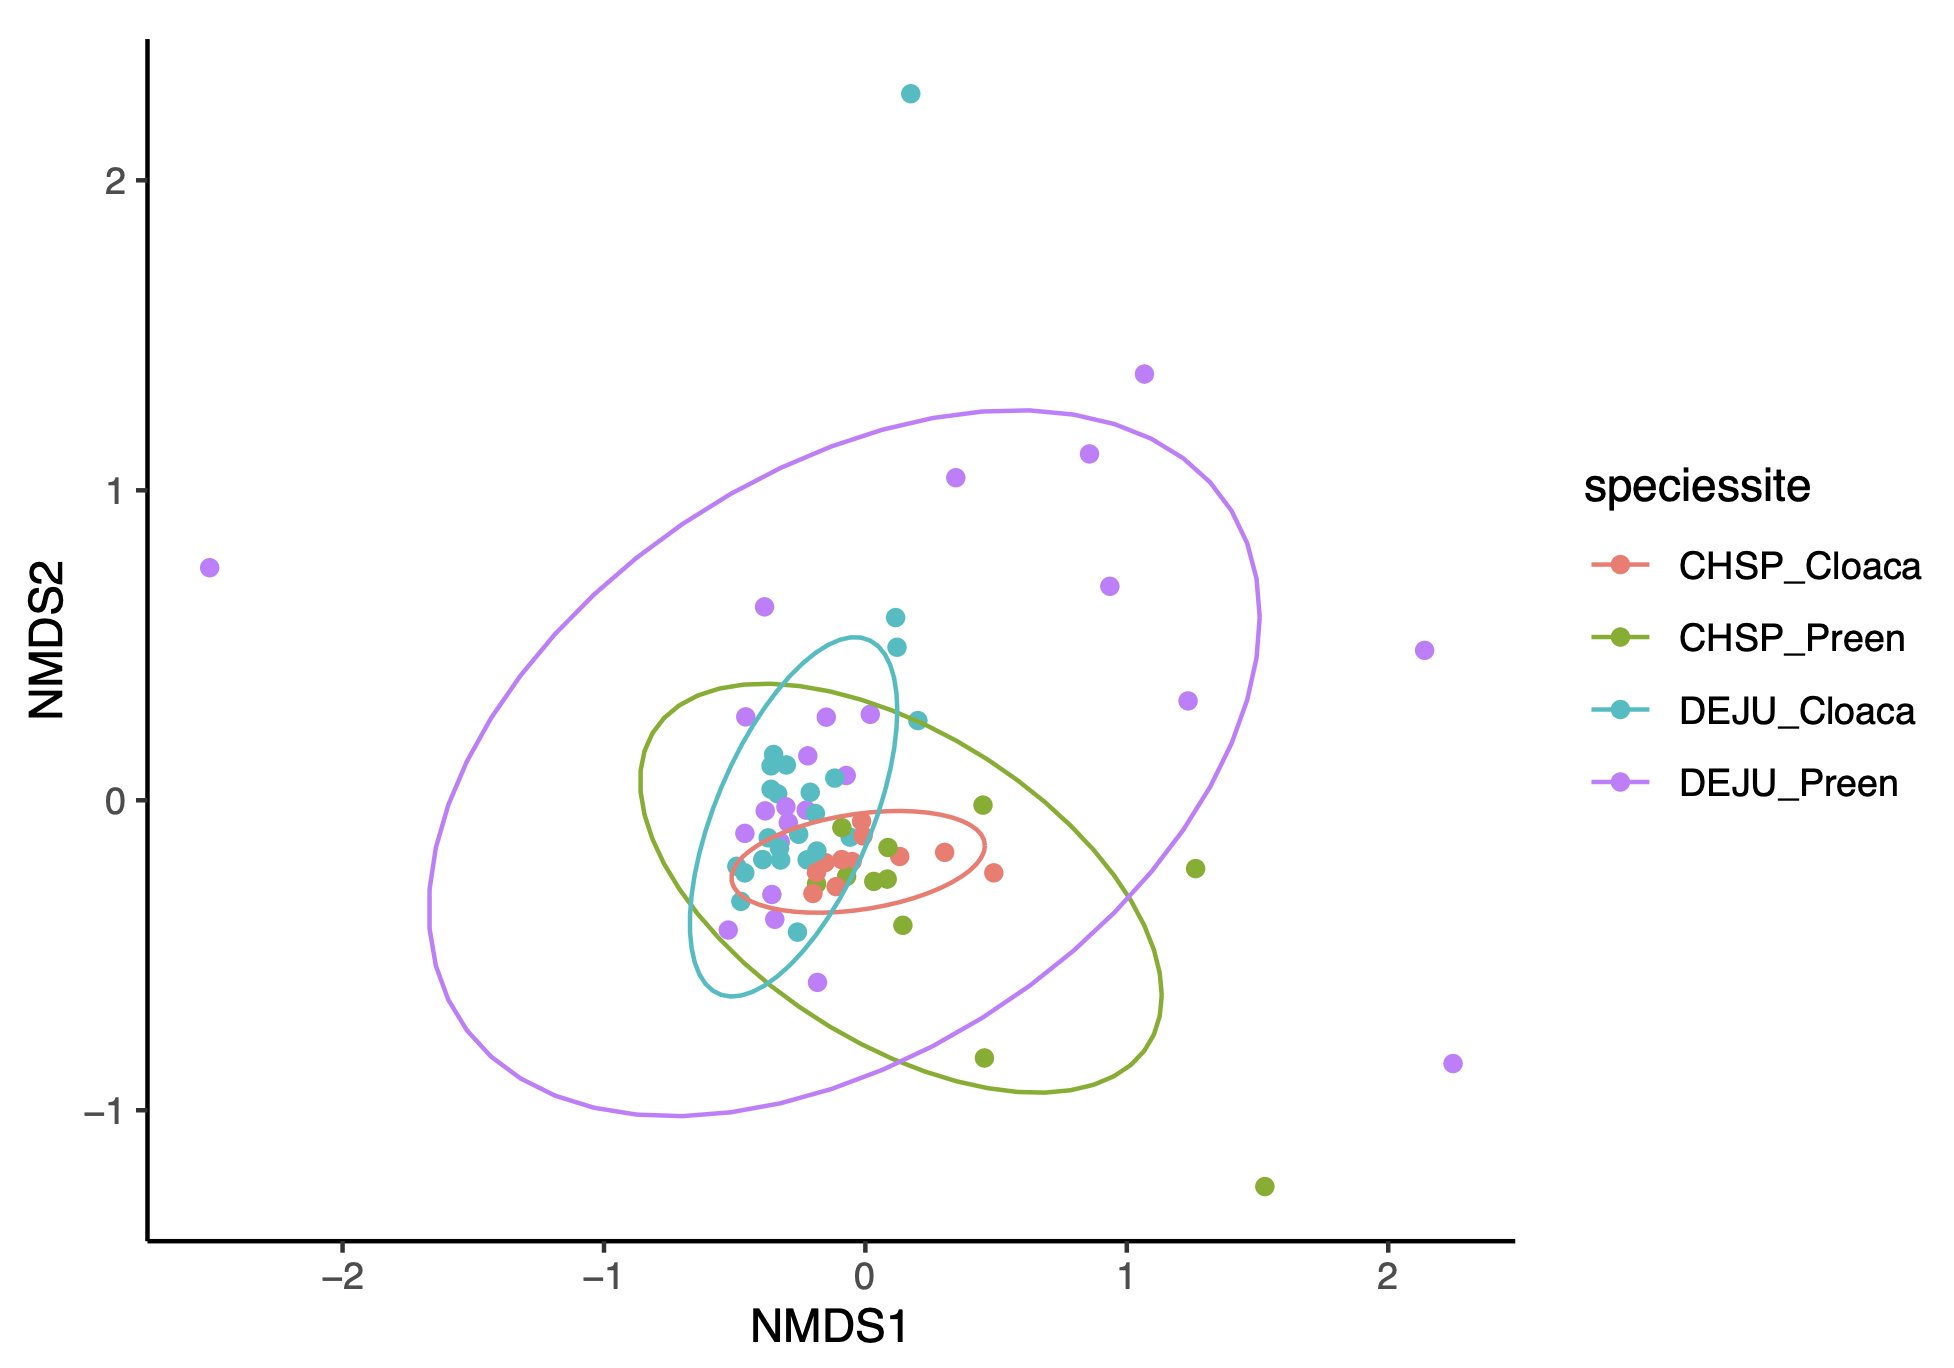 2
1
0
−1
NMDS2
−2
−1
0
1
2
NMDS1
speciessite
CHSP_Cloaca
CHSP_Preen
DEJU_Cloaca
DEJU_Preen